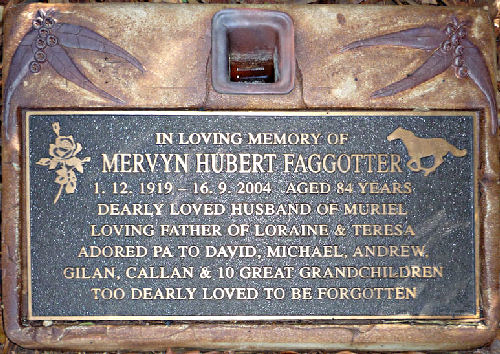 IN LOVING MEMORY OF
MERVYN HUBERT FAGGOTTER
1. 12. 1919 – 16. 9. 2004 AGED 84 YEARS
DEARLY LOVED HUSBAND OF MURIEL
LOVING FATHER OF LORAINE & TERESA
ADORED PA TO DAVID, MICHAEL, ANDREW,
GILAN, CALLAN & 10 GREAT GRANDCHILDREN
TOO DEARLY LOVED TO BE FORGOTTEN